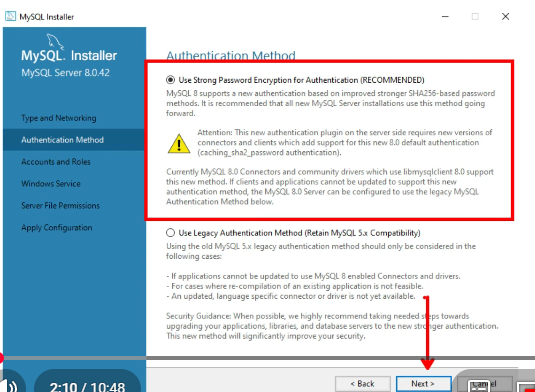 MySQL Installer
MySQL. Installer
MySQL Server 8.0.42
Type and Networking
Authentication Method
Accounts and Roles
Windows Service
Server File Permissions
Apply Configuration
Authentication Method
Use Strong Password Encryption for Authentication (RECOMMENDED)
MySQL 8 supports a new authentication based on improved stronger SHA256-based password
methods. It is recommended that all new MySQL Server installations use this method going
forward.
Attention: This new authentication plugin on the server side requires new versions of
connectors and clients which add support for this new 8.0 default authentication
(caching_sha2_password authentication).
Currently MySQL 8.0 Connectors and community drivers which use libmysqlclient 8.0 support
this new method. If clients and applications cannot be updated to support this new
authentication method, the MySQL 8.0 Server can be configured to use the legacy MySQL
Authentication Method below.
Use Legacy Authentication Method (Retain MySQL 5.x Compatibility)
Using the old MySQL 5.x legacy authentication method should only be considered in the
following cases:
- If applications cannot be updated to use MySQL 8 enabled Connectors and drivers.
- For cases where re-compilation of an existing application is not feasible.
- An updated, language specific connector or driver is not yet available.
Security Guidance: When possible, we highly recommend taking needed steps towards
upgrading your applications, libraries, and database servers to the new stronger authentication.
This new method will significantly improve your security.
< Back
Next >
Cancel
2:10 / 10:48